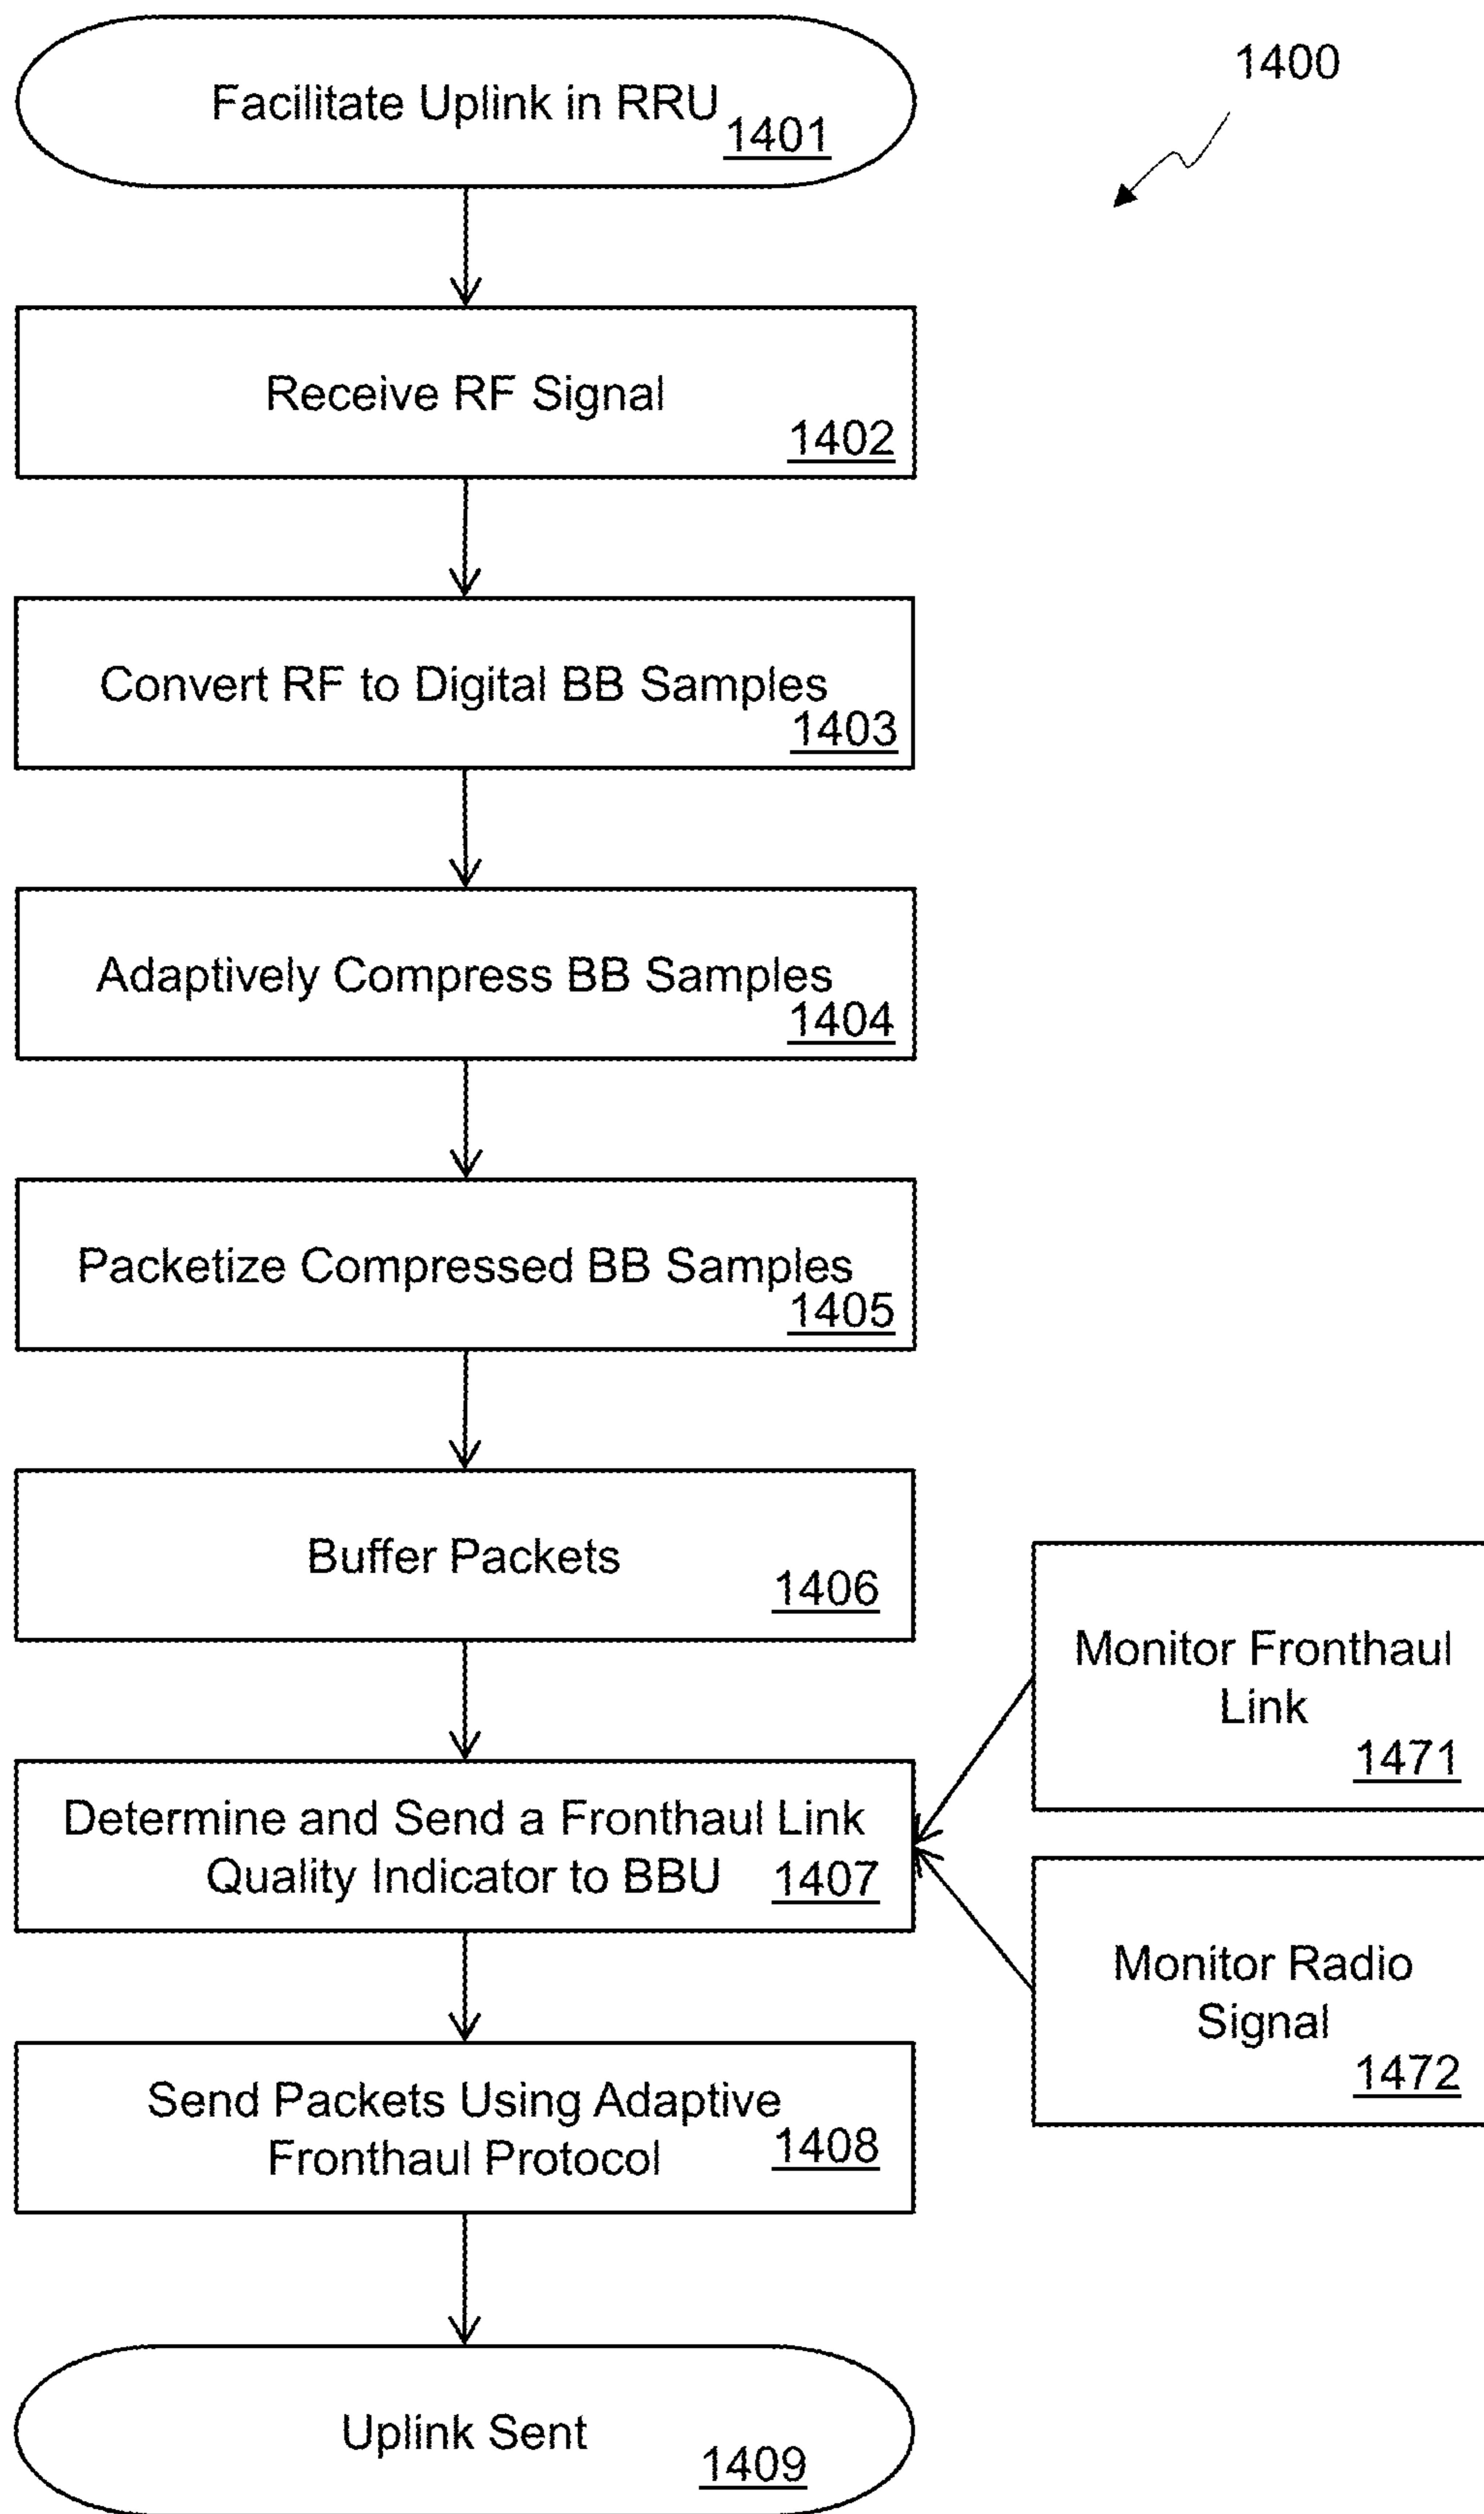 1400
Facilitate Uplink in RRU
1401
Receive RF Signal
1402
Convert RF to Digital BB Samples
1403
Adaptively Compress BB Samples
1404
Packetize Compressed BB Samples
1405
Buffer Packets
1406
Determine and Send a Fronthaul Link
Quality Indicator to BBU
1407
Monitor Fronthaul
Link
1471
Monitor Radio
Signal
1472
Send Packets Using Adaptive
Fronthaul Protocol
1408
Uplink Sent
1409